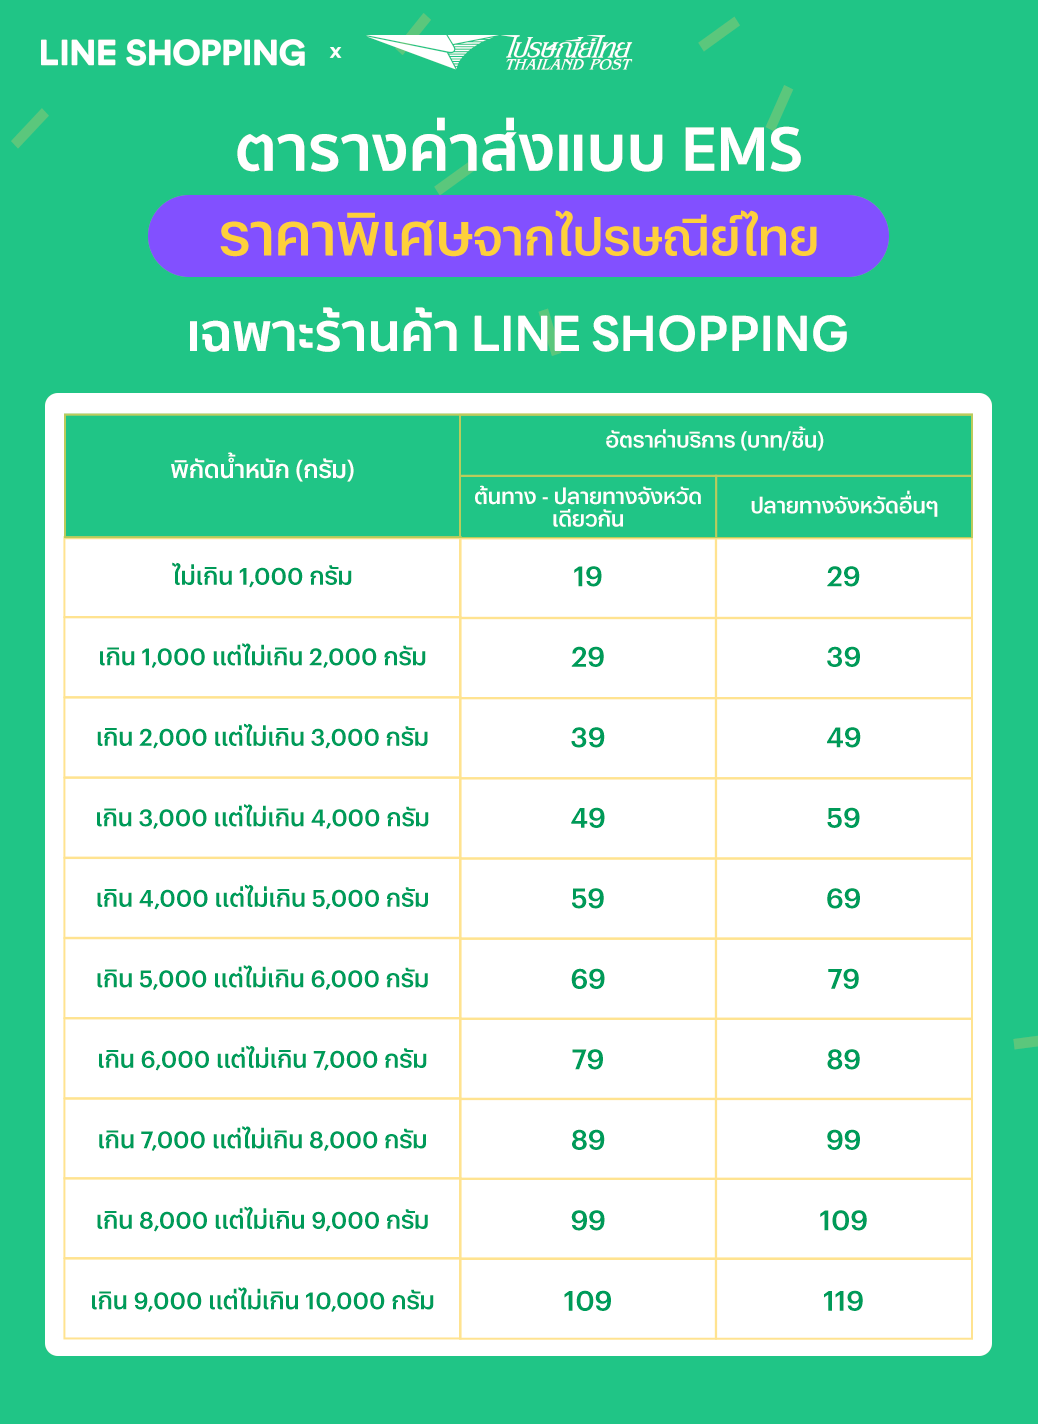 LINE SHOPPING x ไปรษณีย์ไทย
THAILAND POST
ตารางค่าส่งแบบ EMS
ราคาพิเศษจากไปรษณีย์ไทย
เฉพาะร้านค้า LINE SHOPPING
พิกัดน้ำหนัก (กรัม)
อัตราค่าบริการ (บาท/ชิ้น)
ต้นทาง - ปลายทางจังหวัด
เดียวกัน
ปลายทางจังหวัดอื่นๆ
ไม่เกิน 1,000 กรัม 19 29
เกิน 1,000 แต่ไม่เกิน 2,000 กรัม 29 39
เกิน 2,000 แต่ไม่เกิน 3,000 กรัม 39 49
เกิน 3,000 แต่ไม่เกิน 4,000 กรัม 49 59
เกิน 4,000 แต่ไม่เกิน 5,000 กรัม 59 69
เกิน 5,000 แต่ไม่เกิน 6,000 กรัม 69 79
เกิน 6,000 แต่ไม่เกิน 7,000 กรัม 79 89
เกิน 7,000 แต่ไม่เกิน 8,000 กรัม 89 99
เกิน 8,000 แต่ไม่เกิน 9,000 กรัม 99 109
เกิน 9,000 แต่ไม่เกิน 10,000 กรัม 109 119